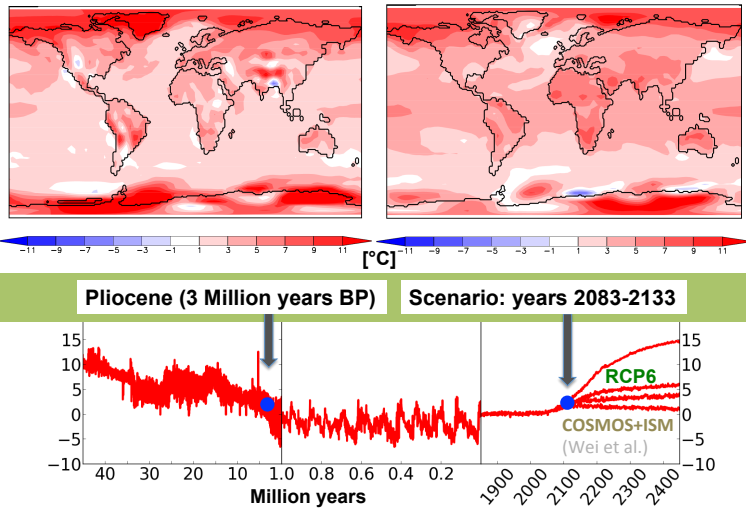 −11 −9 −7 −5 −3 −1 1 3 5 7 9 11
−11 −9 −7 −5 −3 −1 1 3 5 7 9 11
[°C]
Pliocene (3 Million years BP)
Scenario: years 2083-2133
15
10
5
0
−5
−10
15
10
5
0
−5
−10
RCP6
COSMOS+ISM
(Wei et al.)
40 30 20 10 1.0 0.8 0.6 0.4 0.2
1900 2000 2100 2200 2300 2400
Million years